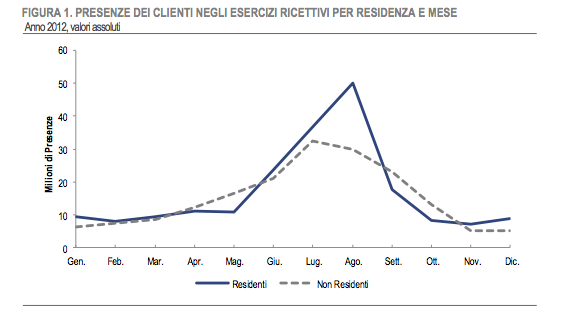 FIGURA 1. PRESENZE DEI CLIENTI NEGLI ESERCIZI RICETTIVI PER RESIDENZA E MESE
Anno 2012, valori assoluti
Milioni di Presenze
60
50
40
30
20
10
0
Gen. Feb. Mar. Apr. Mag. Giu. Lug. Ago. Sett. Ott. Nov. Dic.
Residenti Non Residenti